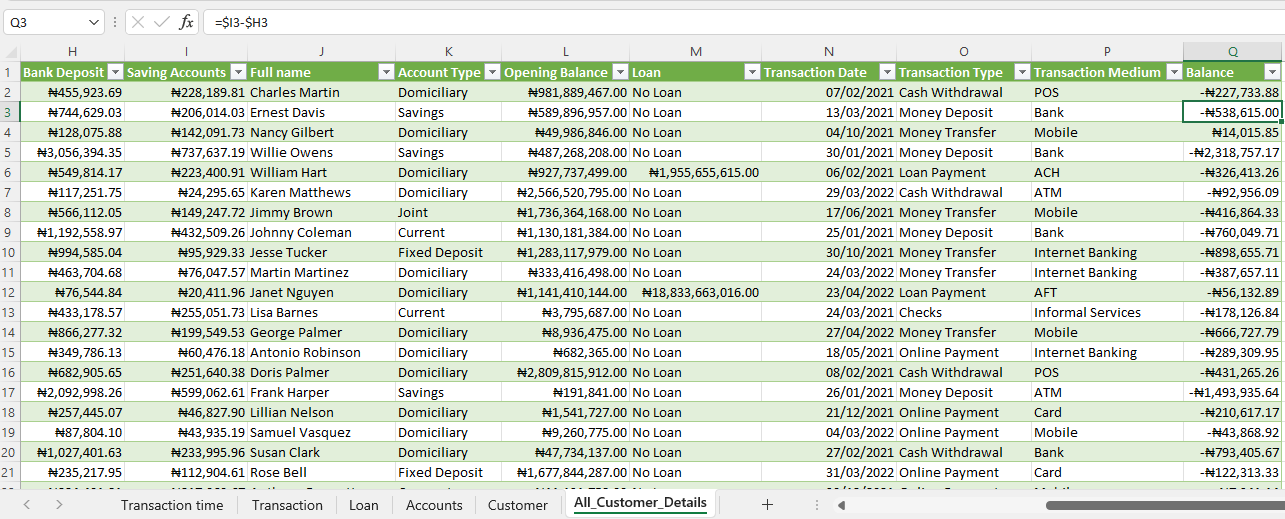 Q3 fx =$I3-$H3
H I J K L M N O P Q
1 Bank Deposit Saving Accounts Full name Account Type Opening Balance Loan Transaction Date Transaction Type Transaction Medium Balance
2 ₦455,923.69 ₦228,189.81 Charles Martin Domiciliary ₦981,889,467.00 No Loan 07/02/2021 Cash Withdrawal POS -₦227,733.88
3 ₦744,629.03 ₦206,014.03 Ernest Davis Savings ₦589,896,957.00 No Loan 13/03/2021 Money Deposit Bank -₦538,615.00
4 ₦128,075.88 ₦142,091.73 Nancy Gilbert Domiciliary ₦49,986,846.00 No Loan 04/10/2021 Money Transfer Mobile ₦14,015.85
5 ₦3,056,394.35 ₦737,637.19 Willie Owens Savings ₦487,268,208.00 No Loan 30/01/2021 Money Deposit Bank -₦2,318,757.17
6 ₦549,814.17 ₦223,400.91 William Hart Domiciliary ₦927,737,499.00 ₦1,955,655,615.00 06/02/2021 Loan Payment ACH -₦326,413.26
7 ₦117,251.75 ₦24,295.65 Karen Matthews Domiciliary ₦2,566,520,795.00 No Loan 29/03/2022 Cash Withdrawal ATM -₦92,956.09
8 ₦566,112.05 ₦149,247.72 Jimmy Brown Joint ₦1,736,364,168.00 No Loan 17/06/2021 Money Transfer Mobile -₦416,864.33
9 ₦1,192,558.97 ₦432,509.26 Johnny Coleman Current ₦1,130,181,384.00 No Loan 25/01/2021 Money Deposit Bank -₦760,049.71
10 ₦994,585.04 ₦95,929.33 Jesse Tucker Fixed Deposit ₦1,283,117,979.00 No Loan 30/10/2021 Money Transfer Internet Banking -₦898,655.71
11 ₦463,704.68 ₦76,047.57 Martin Martinez Domiciliary ₦333,416,498.00 No Loan 24/03/2022 Money Transfer Internet Banking -₦387,657.11
12 ₦76,544.84 ₦20,411.96 Janet Nguyen Domiciliary ₦1,141,410,144.00 ₦18,833,663,016.00 23/04/2022 Loan Payment AFT -₦56,132.89
13 ₦433,178.57 ₦255,051.73 Lisa Barnes Current ₦3,795,687.00 No Loan 24/03/2021 Checks Informal Services -₦178,126.84
14 ₦866,277.32 ₦199,549.53 George Palmer Domiciliary ₦8,936,475.00 No Loan 27/04/2022 Money Transfer Mobile -₦666,727.79
15 ₦349,786.13 ₦60,476.18 Antonio Robinson Domiciliary ₦682,365.00 No Loan 18/05/2021 Online Payment Internet Banking -₦289,309.95
16 ₦682,905.65 ₦251,640.38 Doris Palmer Domiciliary ₦2,809,815,912.00 No Loan 08/02/2021 Cash Withdrawal POS -₦431,265.26
17 ₦2,092,998.26 ₦599,062.61 Frank Harper Savings ₦191,841.00 No Loan 26/01/2021 Money Deposit ATM -₦1,493,935.64
18 ₦257,445.07 ₦46,827.90 Lillian Nelson Domiciliary ₦1,541,727.00 No Loan 21/12/2021 Online Payment Card -₦210,617.17
19 ₦87,804.10 ₦43,935.19 Samuel Vasquez Domiciliary ₦9,260,775.00 No Loan 04/03/2022 Online Payment Mobile -₦43,868.92
20 ₦1,027,401.63 ₦233,995.96 Susan Clark Domiciliary ₦47,734,137.00 No Loan 27/02/2021 Cash Withdrawal Bank -₦793,405.67
21 ₦235,217.95 ₦112,904.61 Rose Bell Fixed Deposit ₦1,677,844,287.00 No Loan 31/03/2022 Online Payment Card -₦122,313.33
Transaction time Transaction Loan Accounts Customer All_Customer_Details +